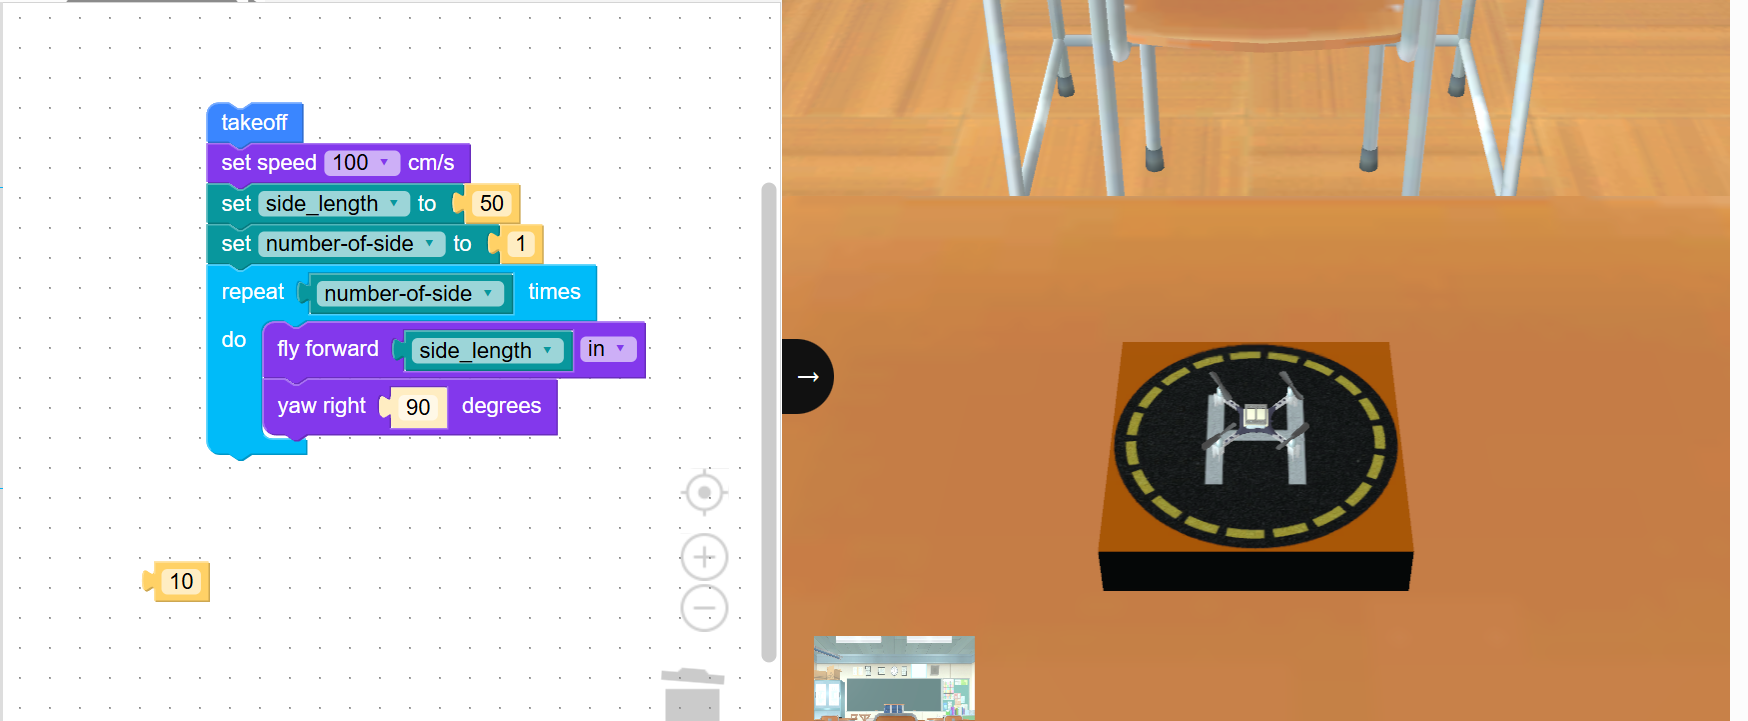 takeoff
set speed 100 cm/s
set side_length to 50
set number-of-side to 1
repeat number-of-side times
do fly forward side_length in
yaw right 90 degrees
10